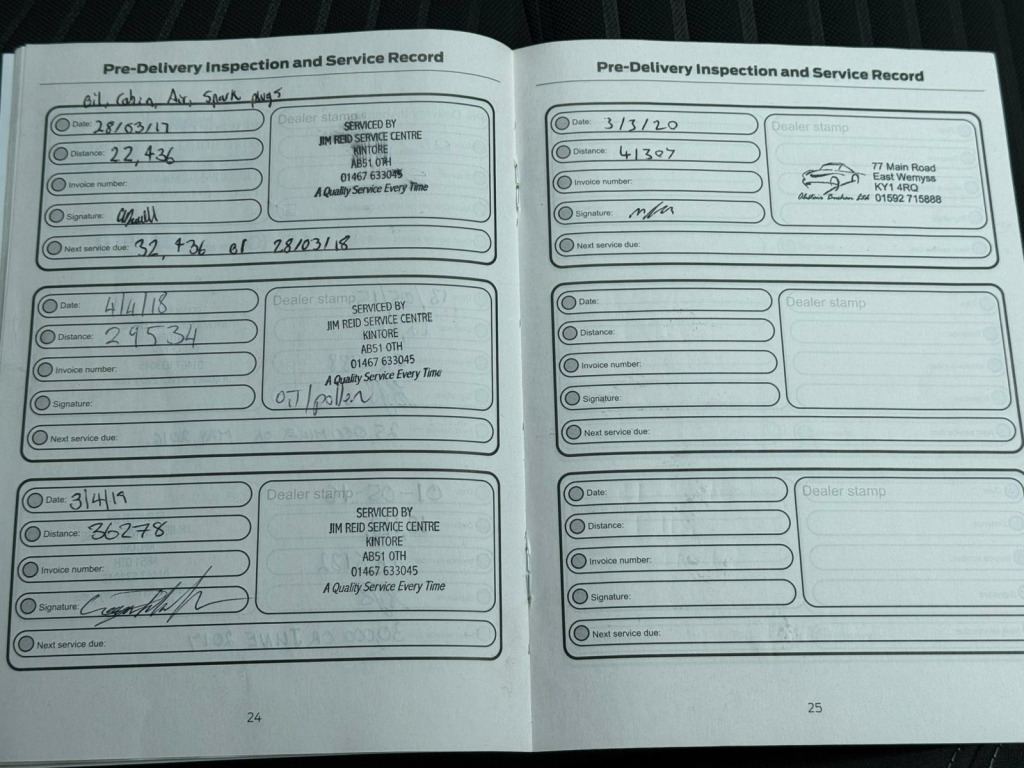 Pre-Delivery Inspection and Service Record
Oil, Cabin, Air, Spark plugs
Date: 28/03/17
Distance: 22,436
Invoice number:
Signature:
Next service due: 32,436 or 28/03/18
Dealer stamp
SERVICED BY
JIM REID SERVICE CENTRE
KINTORE
AB51 0TH
01467 633045
A Quality Service Every Time
Date: 4/4/18
Distance: 29534
Invoice number:
Signature:
Next service due:
Dealer stamp
SERVICED BY
JIM REID SERVICE CENTRE
KINTORE
AB51 0TH
01467 633045
A Quality Service Every Time
Oil/pollen
Date: 3/4/19
Distance: 36278
Invoice number:
Signature:
Next service due:
Dealer stamp
SERVICED BY
JIM REID SERVICE CENTRE
KINTORE
AB51 0TH
01467 633045
A Quality Service Every Time
24
Pre-Delivery Inspection and Service Record
Date: 3/3/20
Distance: 41307
Invoice number:
Signature:
Next service due:
Dealer stamp
77 Main Road
East Wemyss
KY1 4RQ
01592 715888
Date:
Distance:
Invoice number:
Signature:
Next service due:
Dealer stamp
Date:
Distance:
Invoice number:
Signature:
Next service due:
Dealer stamp
25